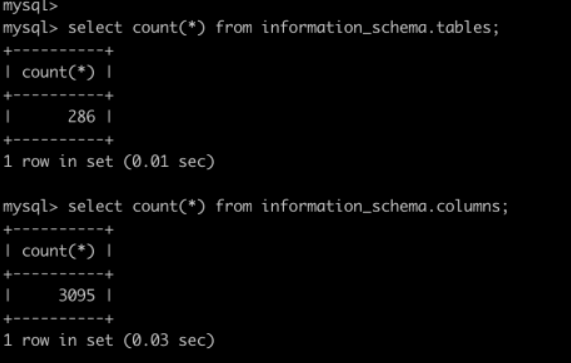 mysql>
mysql> select count(*) from information_schema.tables;
+----------+
| count(*) |
+----------+
|      286 |
+----------+
1 row in set (0.01 sec)

mysql> select count(*) from information_schema.columns;
+----------+
| count(*) |
+----------+
|     3095 |
+----------+
1 row in set (0.03 sec)